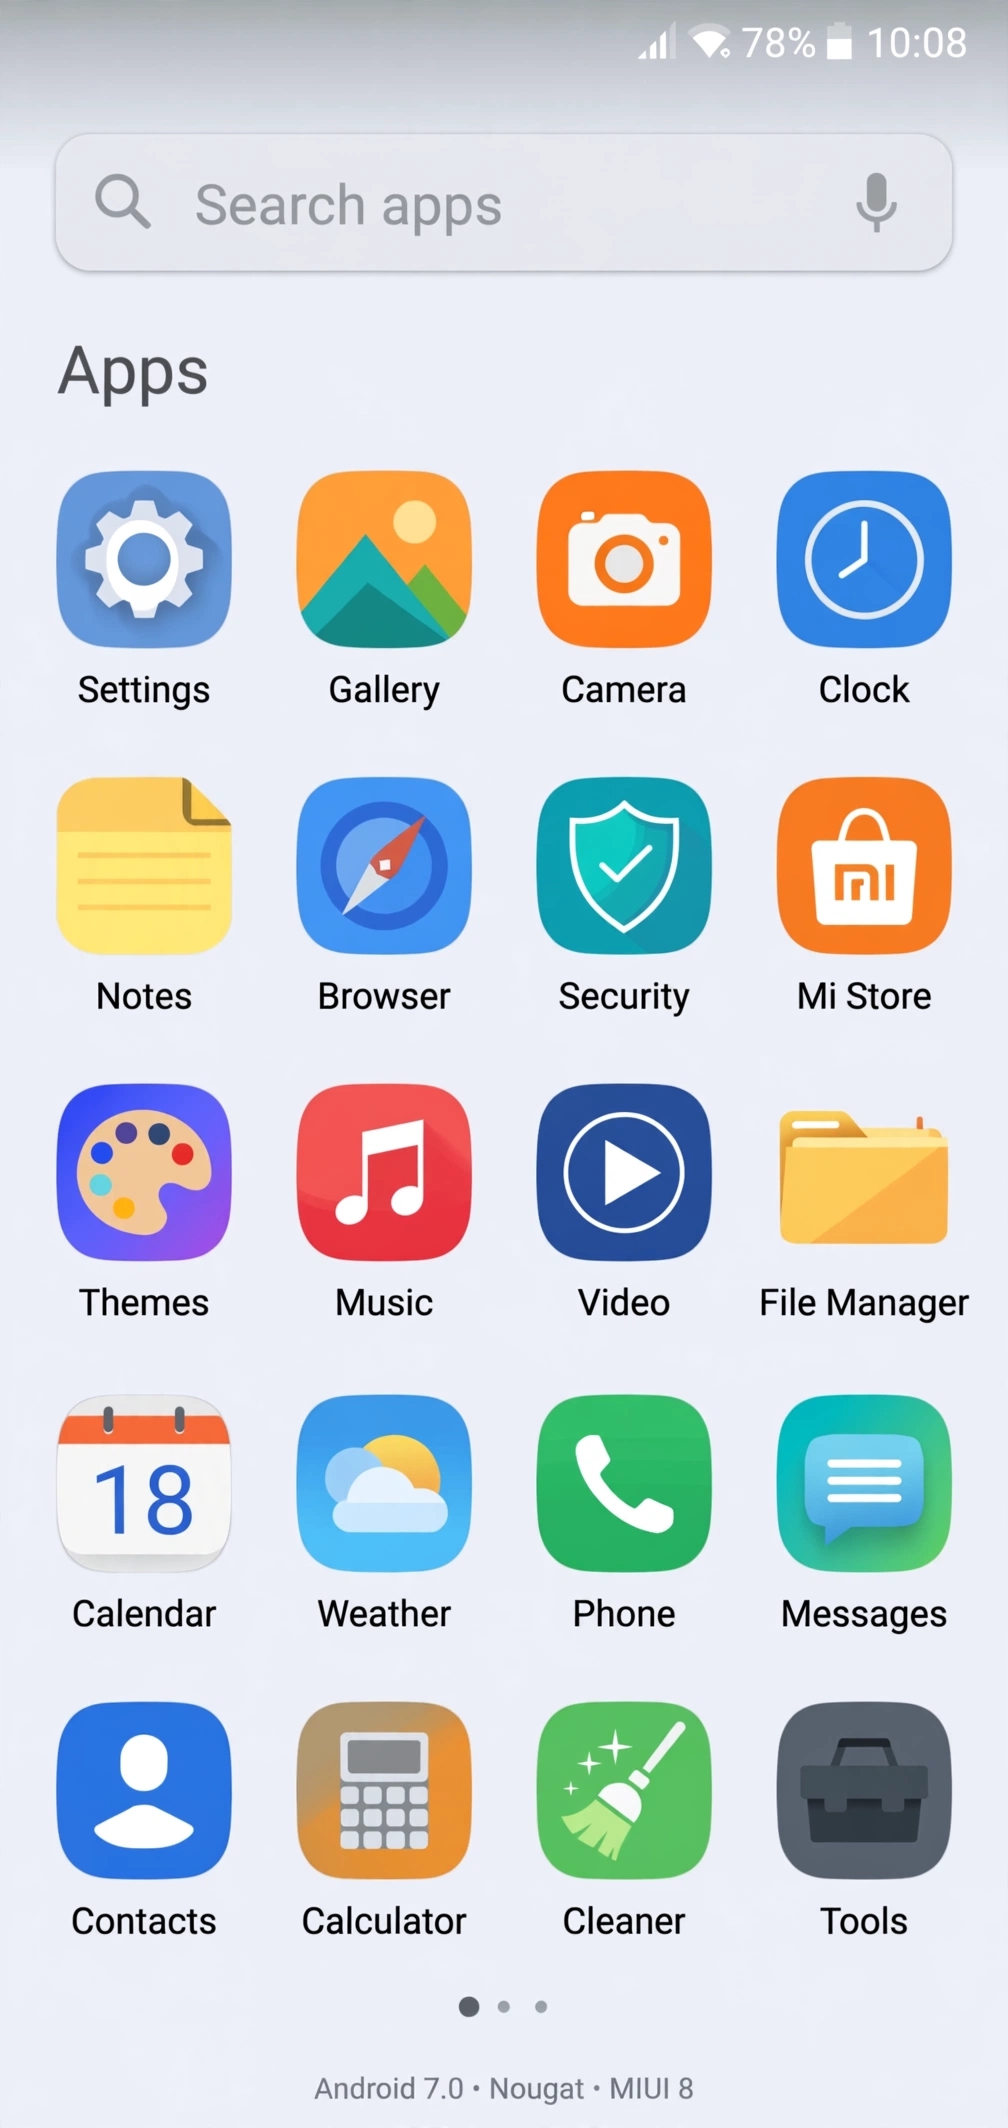 78% 10:08
Search apps
Apps
Settings Gallery Camera Clock
mi
Notes Browser Security Mi Store
Themes Music Video File Manager
18
Calendar Weather Phone Messages
Contacts Calculator Cleaner Tools
Android 7.0 • Nougat • MIUI 8